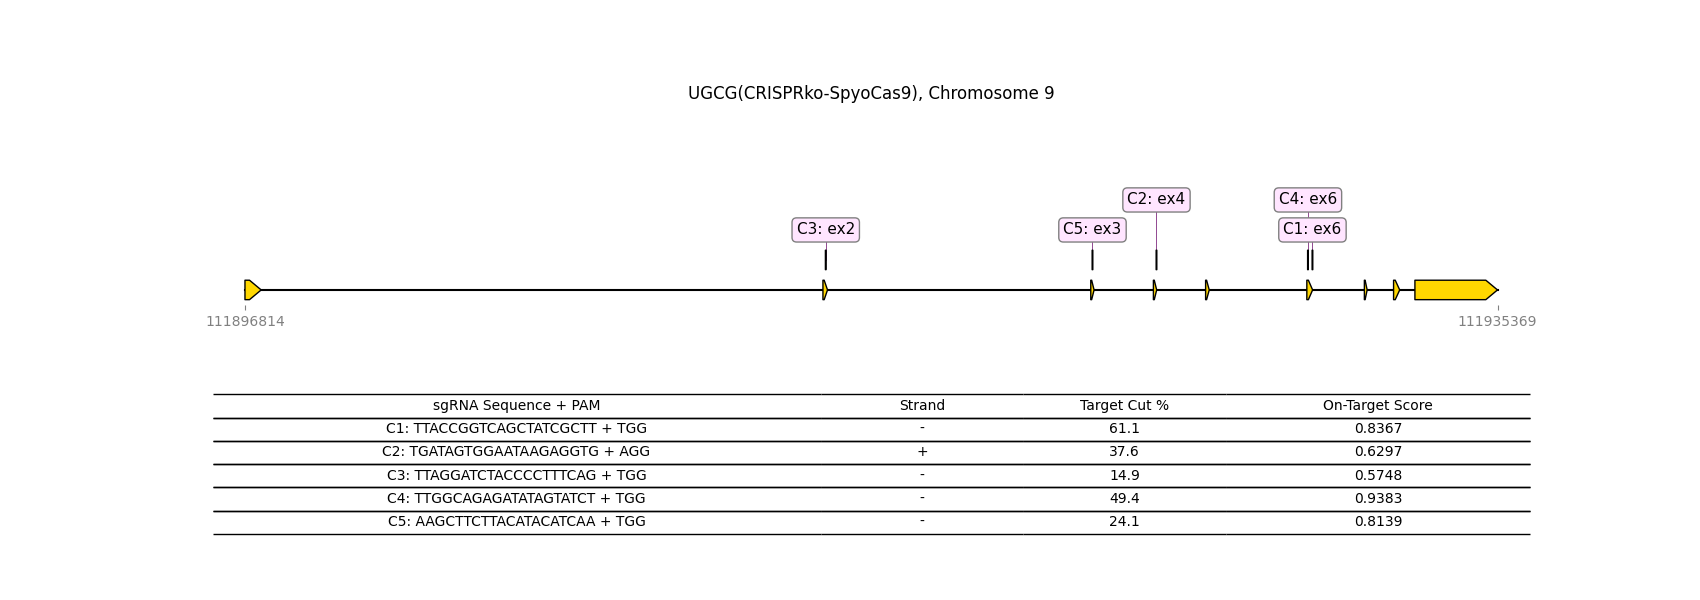 UGCG(CRISPRko-SpyoCas9), Chromosome 9
C2: ex4
C4: ex6
C3: ex2
C5: ex3
C1: ex6
111896814
111935369
sgRNA Sequence + PAM Strand Target Cut % On-Target Score
C1: TTACCGGTCAGCTATCGCTT + TGG - 61.1 0.8367
C2: TGATAGTGGAATAAGAGGTG + AGG + 37.6 0.6297
C3: TTAGGATCTACCCCTTTCAG + TGG - 14.9 0.5748
C4: TTGGCAGAGATATAGTATCT + TGG - 49.4 0.9383
C5: AAGCTTCTTACATACATCAA + TGG - 24.1 0.8139